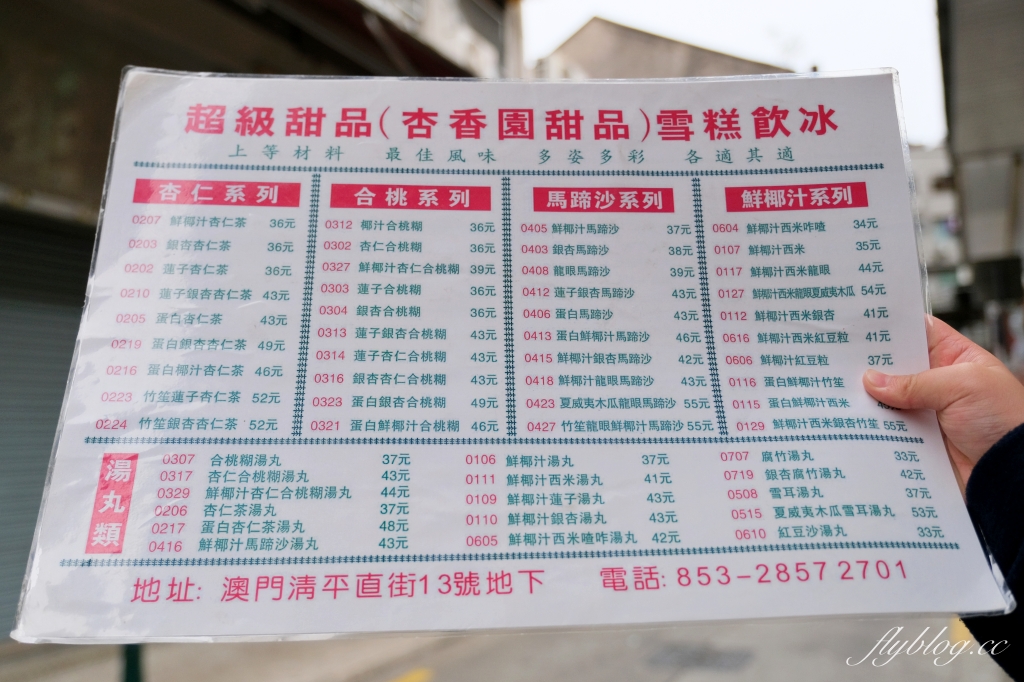 超級甜品(杏香園甜品)雪糕飲冰
上等材料 最佳風味 多姿多彩 各適其適
杏仁系列
0207 鮮椰汁杏仁茶 36元
0203 銀杏杏仁茶 36元
0202 蓮子杏仁茶 36元
0210 蓮子銀杏杏仁茶 43元
0205 蛋白杏仁茶 43元
0219 蛋白銀杏杏仁茶 49元
0216 蛋白椰汁杏仁茶 46元
0223 竹笙蓮子杏仁茶 52元
0224 竹笙銀杏杏仁茶 52元
合桃系列
0312 椰汁合桃糊 36元
0302 杏仁合桃糊 36元
0327 鮮椰汁杏仁合桃糊 39元
0303 蓮子合桃糊 36元
0304 銀杏合桃糊 36元
0313 蓮子銀杏合桃糊 43元
0314 蓮子杏仁合桃糊 43元
0316 銀杏杏仁合桃糊 43元
0323 蛋白銀杏合桃糊 49元
0321 蛋白鮮椰汁合桃糊 46元
馬蹄沙系列
0405 鮮椰汁馬蹄沙 37元
0403 銀杏馬蹄沙 38元
0408 龍眼馬蹄沙 39元
0412 蓮子銀杏馬蹄沙 43元
0406 蛋白馬蹄沙 43元
0413 蛋白鮮椰汁馬蹄沙 46元
0415 鮮椰汁銀杏馬蹄沙 42元
0418 鮮椰汁龍眼馬蹄沙 43元
0423 夏威夷木瓜龍眼馬蹄沙 55元
0427 竹笙龍眼鮮椰汁馬蹄沙 55元
鮮椰汁系列
0604 鮮椰汁西米咋喳 34元
0107 鮮椰汁西米 35元
0117 鮮椰汁西米龍眼 44元
0127 鮮椰汁西米龍眼夏威夷木瓜 54元
0112 鮮椰汁西米銀杏 41元
0616 鮮椰汁西米紅豆粒 41元
0606 鮮椰汁紅豆粒 37元
0116 蛋白鮮椰汁竹笙
0115 蛋白鮮椰汁西米
0129 鮮椰汁西米銀杏竹笙 55元
湯丸類
0307 合桃糊湯丸 37元
0317 杏仁合桃糊湯丸 43元
0329 鮮椰汁杏仁合桃糊湯丸 44元
0206 杏仁茶湯丸 37元
0217 蛋白杏仁茶湯丸 48元
0416 鮮椰汁馬蹄沙湯丸 43元
0106 鮮椰汁湯丸 37元
0111 鮮椰汁西米湯丸 41元
0109 鮮椰汁蓮子湯丸 43元
0110 鮮椰汁銀杏湯丸 43元
0605 鮮椰汁西米喳咋湯丸 42元
0707 腐竹湯丸 33元
0719 銀杏腐竹湯丸 42元
0508 雪耳湯丸 37元
0515 夏威夷木瓜雪耳湯丸 53元
0610 紅豆沙湯丸 33元
地址: 澳門清平直街13號地下 電話: 853-28572701
flyblog.cc